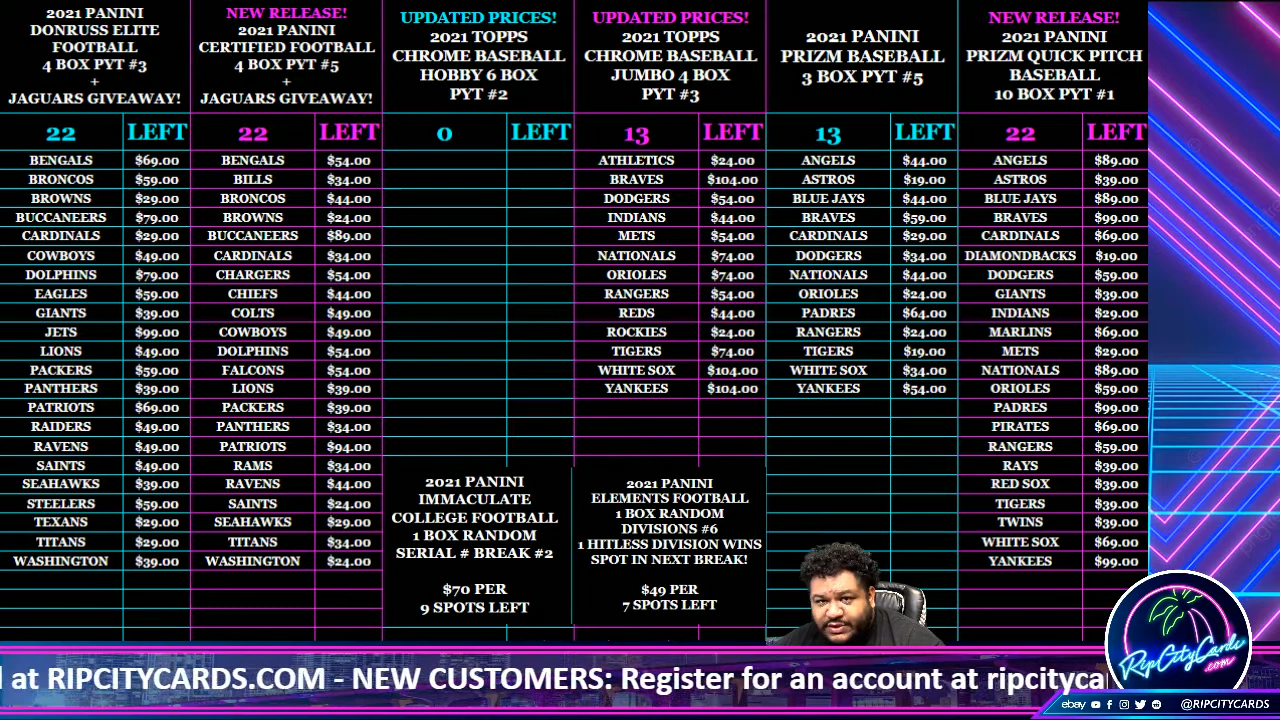 2021 PANINI
DONRUSS ELITE
FOOTBALL
4 BOX PYT #3
+
JAGUARS GIVEAWAY!
22 LEFT
BENGALS $69.00
BRONCOS $59.00
BROWNS $29.00
BUCCANEERS $79.00
CARDINALS $29.00
COWBOYS $49.00
DOLPHINS $79.00
EAGLES $59.00
GIANTS $39.00
JETS $99.00
LIONS $49.00
PACKERS $59.00
PANTHERS $39.00
PATRIOTS $69.00
RAIDERS $49.00
RAVENS $49.00
SAINTS $49.00
SEAHAWKS $39.00
STEELERS $59.00
TEXANS $29.00
TITANS $29.00
WASHINGTON $39.00
NEW RELEASE!
2021 PANINI
CERTIFIED FOOTBALL
4 BOX PYT #5
+
JAGUARS GIVEAWAY!
22 LEFT
BENGALS $54.00
BILLS $34.00
BRONCOS $44.00
BROWNS $24.00
BUCCANEERS $89.00
CARDINALS $34.00
CHARGERS $54.00
CHIEFS $44.00
COLTS $49.00
COWBOYS $49.00
DOLPHINS $54.00
FALCONS $54.00
LIONS $39.00
PACKERS $39.00
PANTHERS $34.00
PATRIOTS $94.00
RAMS $34.00
RAVENS $44.00
SAINTS $24.00
SEAHAWKS $29.00
TITANS $34.00
WASHINGTON $24.00
UPDATED PRICES!
2021 TOPPS
CHROME BASEBALL
HOBBY 6 BOX
PYT #2
0 LEFT
2021 PANINI
IMMACULATE
COLLEGE FOOTBALL
1 BOX RANDOM
SERIAL # BREAK #2
$70 PER
9 SPOTS LEFT
UPDATED PRICES!
2021 TOPPS
CHROME BASEBALL
JUMBO 4 BOX
PYT #3
13 LEFT
ATHLETICS $24.00
BRAVES $104.00
DODGERS $54.00
INDIANS $44.00
METS $54.00
NATIONALS $74.00
ORIOLES $74.00
RANGERS $54.00
REDS $44.00
ROCKIES $24.00
TIGERS $74.00
WHITE SOX $104.00
YANKEES $104.00
2021 PANINI
ELEMENTS FOOTBALL
1 BOX RANDOM
DIVISIONS #6
1 HITLESS DIVISION WINS
SPOT IN NEXT BREAK!
$49 PER
7 SPOTS LEFT
2021 PANINI
PRIZM BASEBALL
3 BOX PYT #5
13 LEFT
ANGELS $44.00
ASTROS $19.00
BLUE JAYS $44.00
BRAVES $59.00
CARDINALS $29.00
DODGERS $34.00
NATIONALS $44.00
ORIOLES $24.00
PADRES $64.00
RANGERS $24.00
TIGERS $19.00
WHITE SOX $34.00
YANKEES $54.00
NEW RELEASE!
2021 PANINI
PRIZM QUICK PITCH
BASEBALL
10 BOX PYT #1
22 LEFT
ANGELS $89.00
ASTROS $39.00
BLUE JAYS $89.00
BRAVES $99.00
CARDINALS $69.00
DIAMONDBACKS $19.00
DODGERS $59.00
GIANTS $39.00
INDIANS $29.00
MARLINS $69.00
METS $29.00
NATIONALS $89.00
ORIOLES $59.00
PADRES $99.00
PIRATES $69.00
RANGERS $59.00
RAYS $39.00
RED SOX $39.00
TIGERS $39.00
TWINS $39.00
WHITE SOX $69.00
YANKEES $99.00
at RIPCITYCARDS.COM - NEW CUSTOMERS: Register for an account at ripcityca
RipCityCards
.com
ebay @RIPCITYCARDS